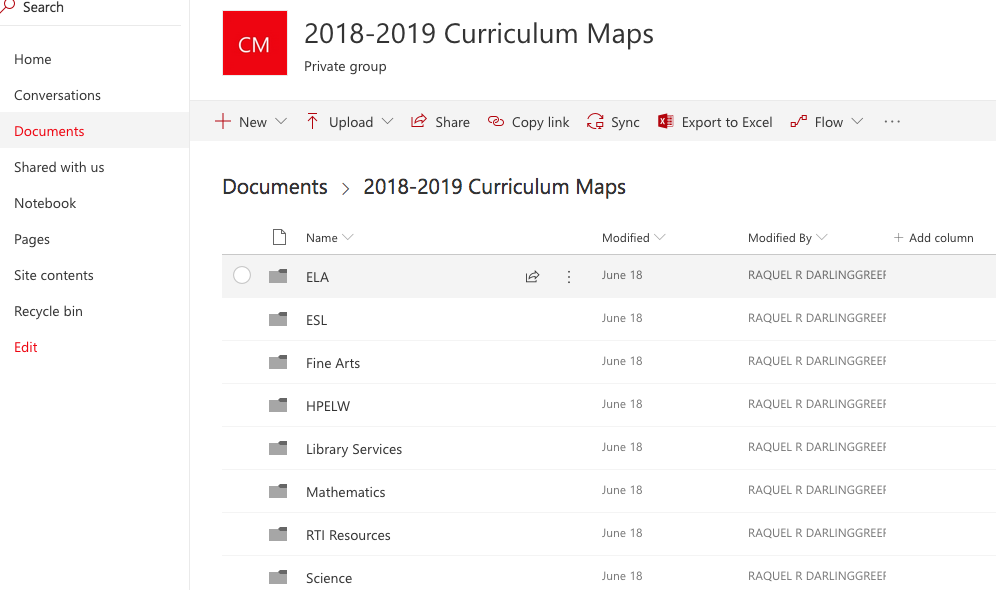 Search
Home
Conversations
Documents
Shared with us
Notebook
Pages
Site contents
Recycle bin
Edit
CM
2018-2019 Curriculum Maps
Private group
New Upload Share Copy link Sync Export to Excel Flow ...
Documents > 2018-2019 Curriculum Maps
Name Modified Modified By + Add column
ELA June 18 RAQUEL R DARLINGGREEF
ESL June 18 RAQUEL R DARLINGGREEF
Fine Arts June 18 RAQUEL R DARLINGGREEF
HPELW June 18 RAQUEL R DARLINGGREEF
Library Services June 18 RAQUEL R DARLINGGREEF
Mathematics June 18 RAQUEL R DARLINGGREEF
RTI Resources June 18 RAQUEL R DARLINGGREEF
Science June 18 RAQUEL R DARLINGGREEF